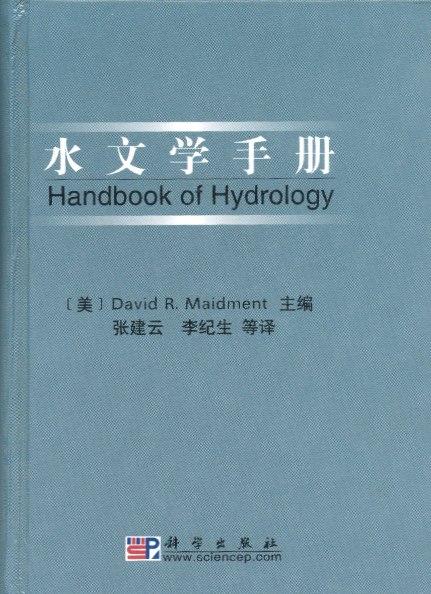 水文学手册
Handbook of Hydrology
〔美〕David R. Maidment 主编
张建云 李纪生 等译
SP 科学出版社
www.sciencep.com